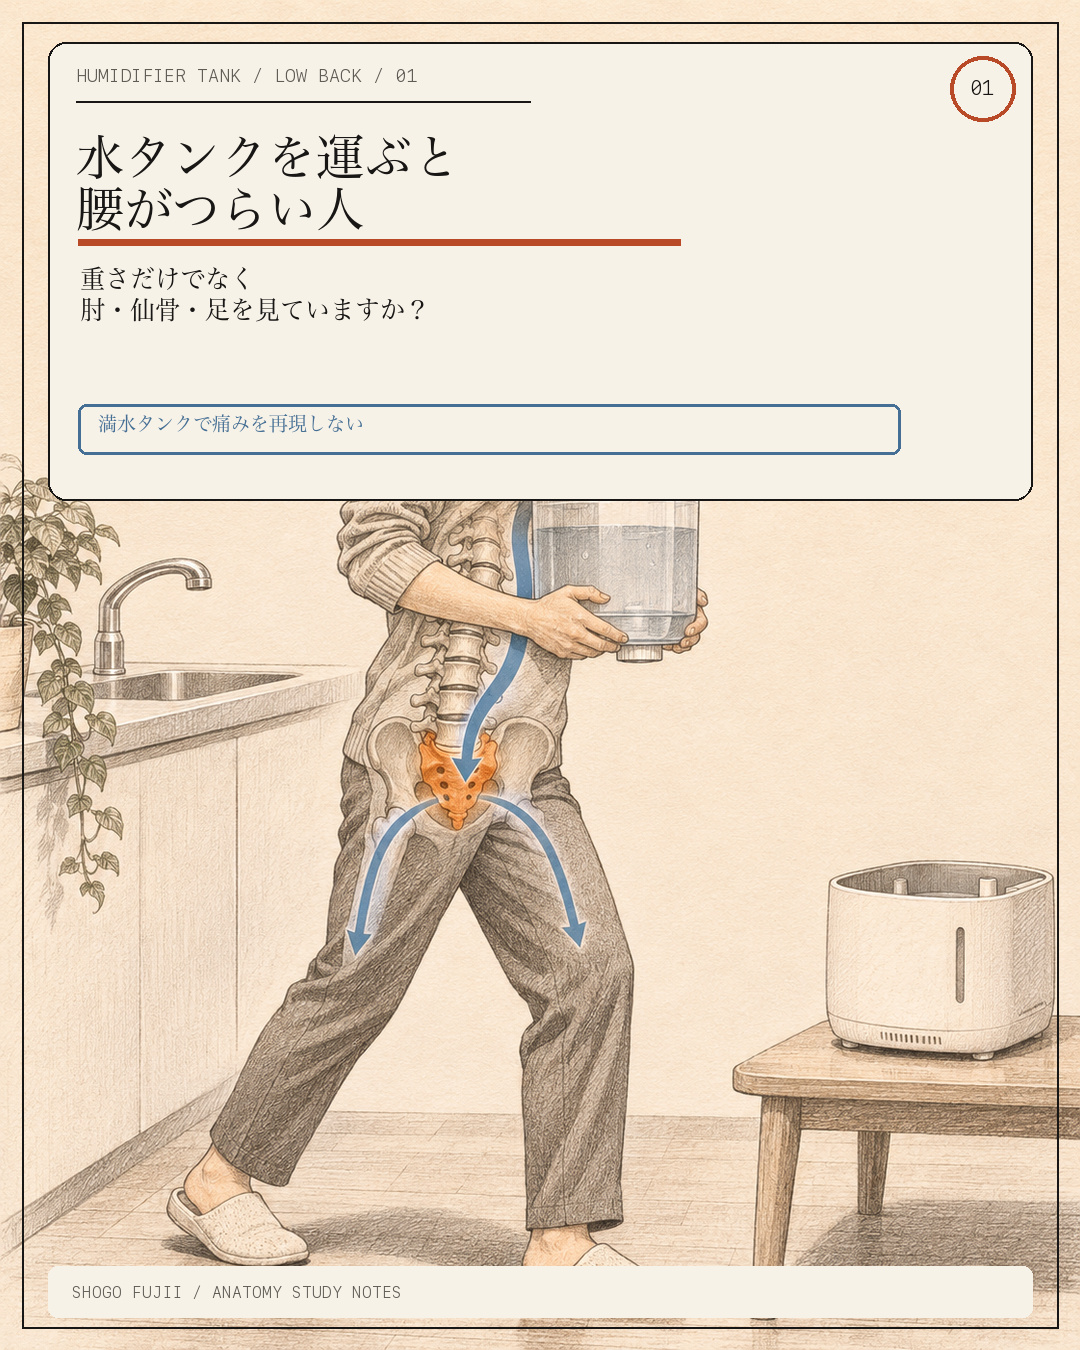 HUMIDIFIER TANK / LOW BACK / 01
01
水タンクを運ぶと
腰がつらい人
重さだけでなく
肘・仙骨・足を見ていますか？
満水タンクで痛みを再現しない
SHOGO FUJII / ANATOMY STUDY NOTES